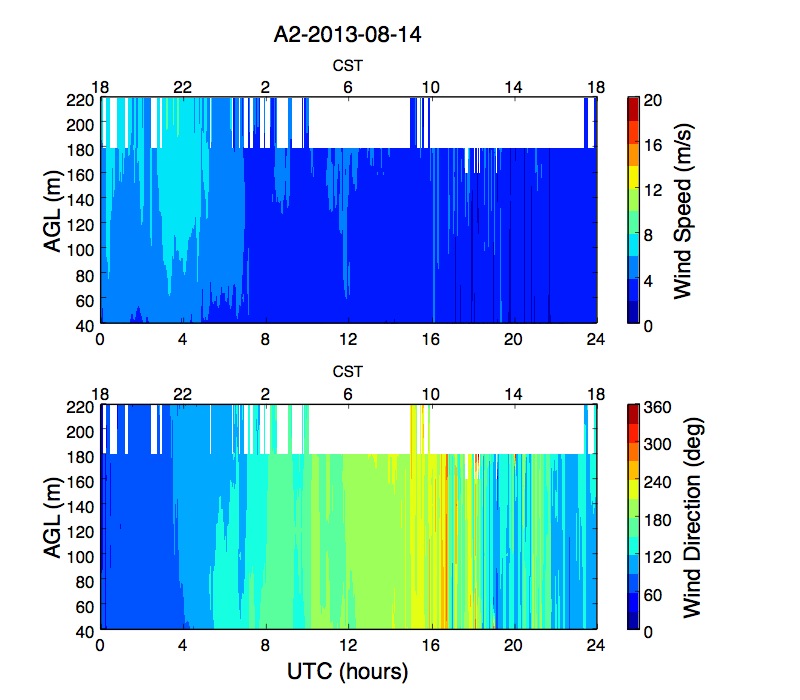 A2-2013-08-14
CST
18 22 2 6 10 14 18
220
200
180
160
140
120
100
80
60
40
AGL (m)
0 4 8 12 16 20 24
20
16
12
8
4
0
Wind Speed (m/s)
CST
18 22 2 6 10 14 18
220
200
180
160
140
120
100
80
60
40
AGL (m)
0 4 8 12 16 20 24
UTC (hours)
360
300
240
180
120
60
0
Wind Direction (deg)